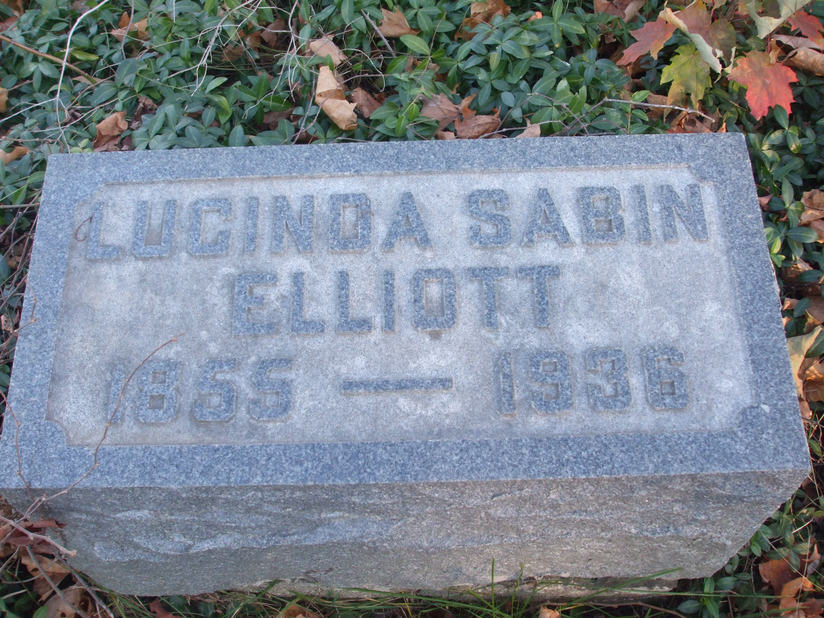 LUCINDA SABIN
ELLIOTT
1855 — 1936